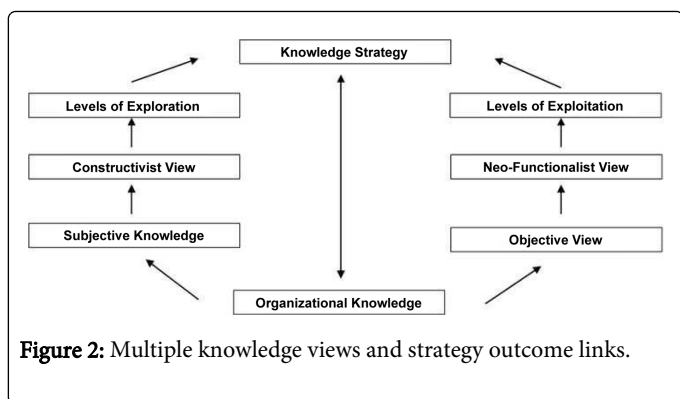 Knowledge Strategy
Levels of Exploration
Levels of Exploitation
Constructivist View
Neo-Functionalist View
Subjective Knowledge
Objective View
Organizational Knowledge
Figure 2: Multiple knowledge views and strategy outcome links.